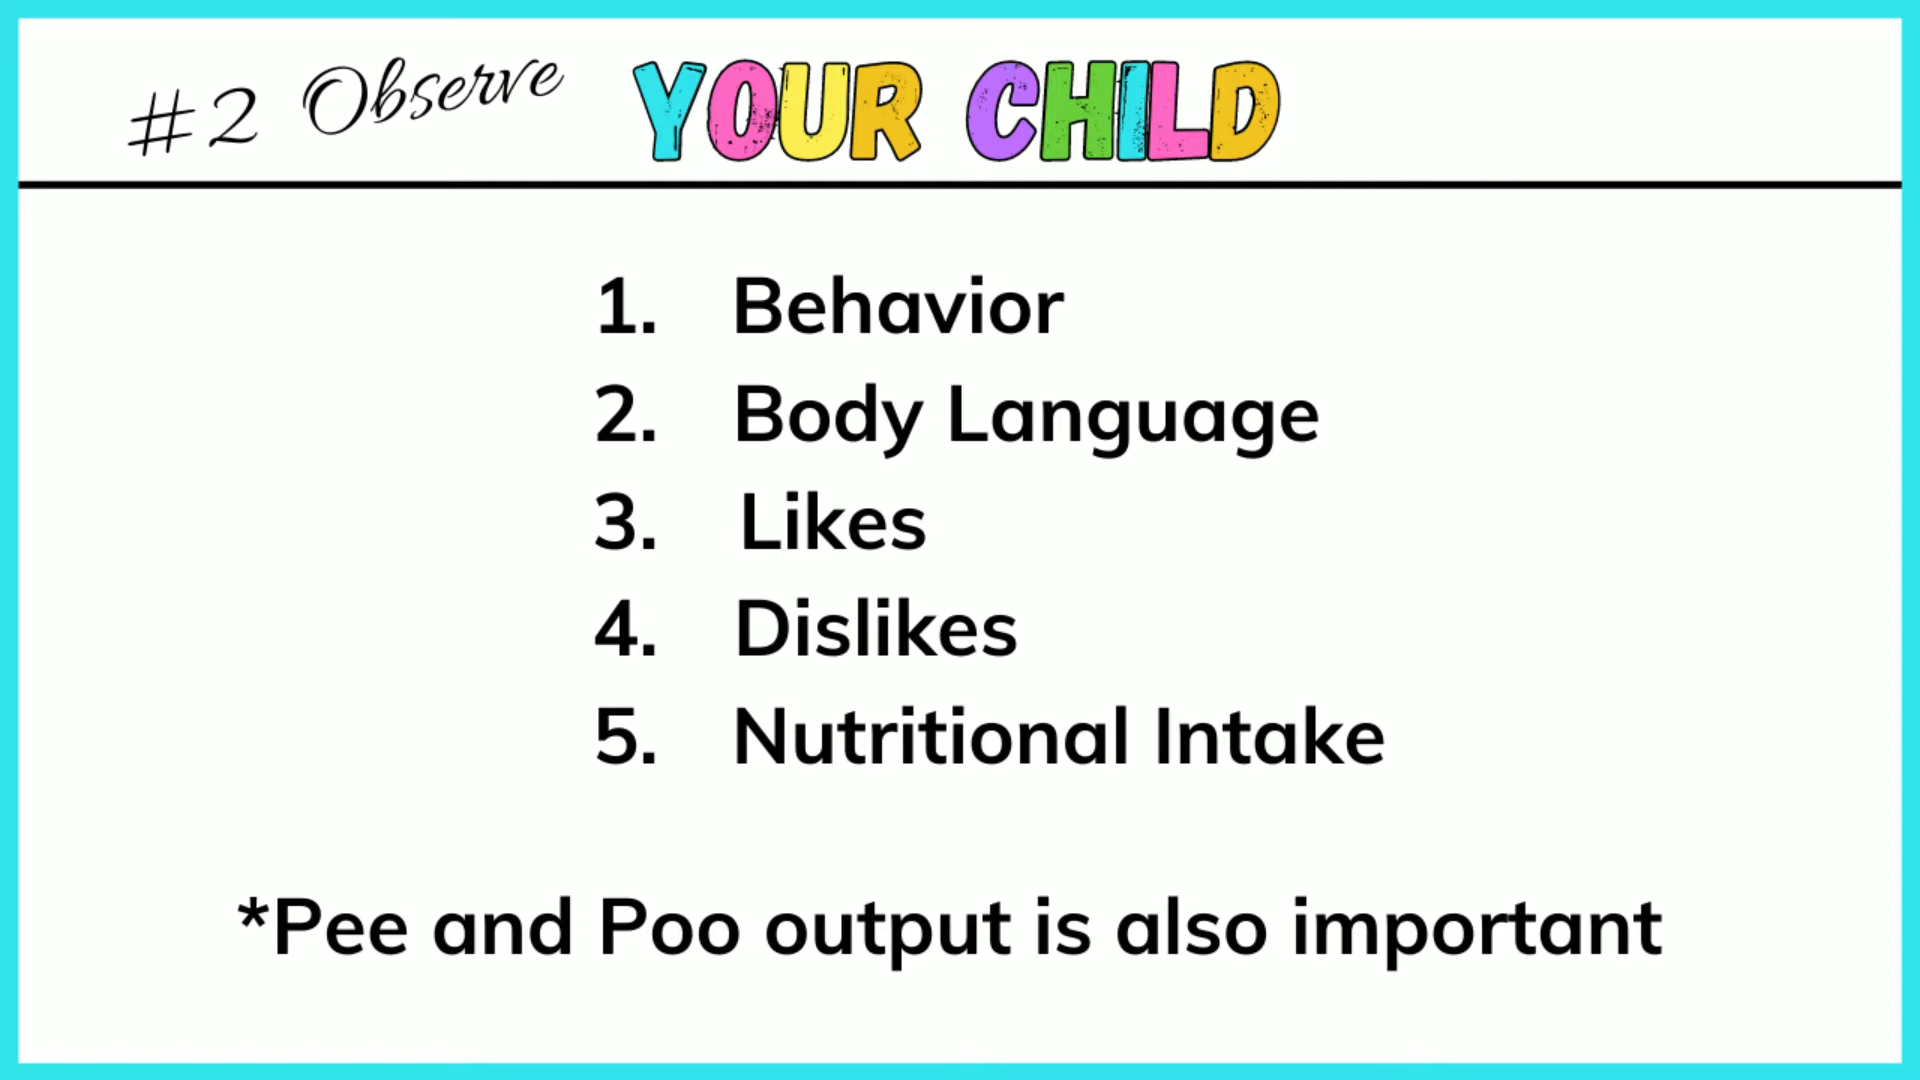 #2 Observe YOUR CHILD
1. Behavior
2. Body Language
3. Likes
4. Dislikes
5. Nutritional Intake
*Pee and Poo output is also important